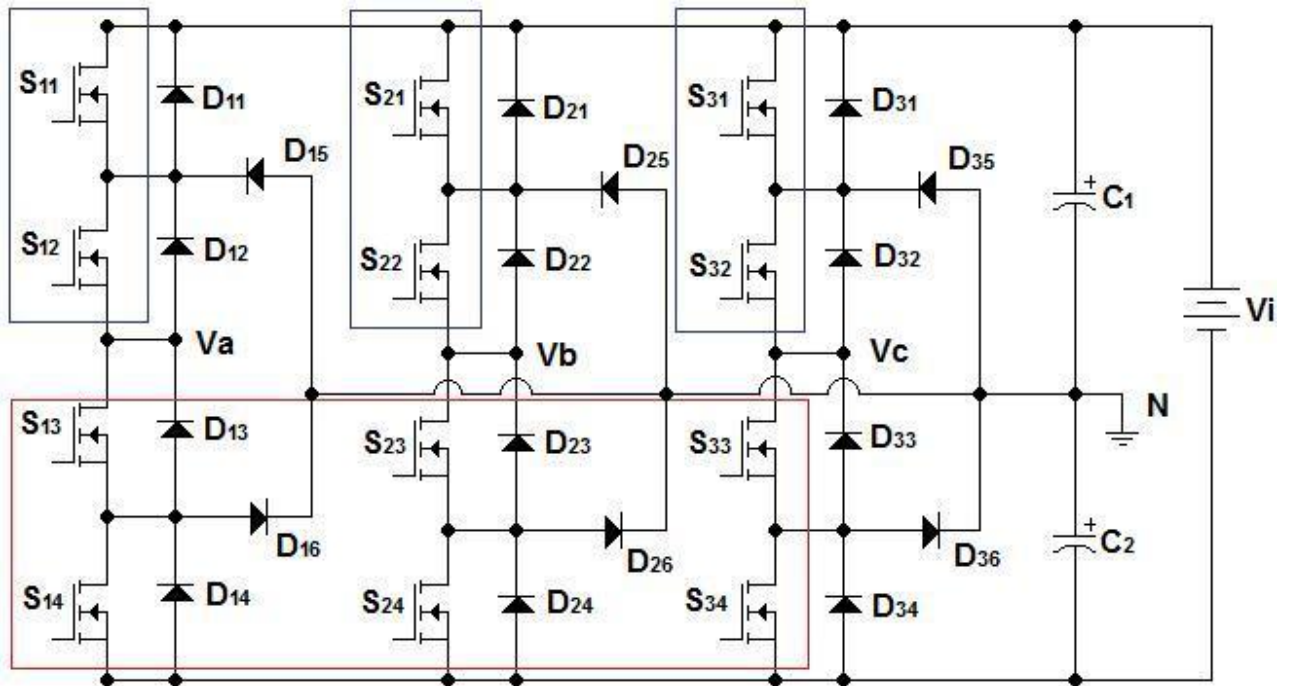 S11
D11
S21
D21
S31
D31
D15
D25
D35
C1
S12
D12
S22
D22
S32
D32
Vi
Va
Vb
Vc
N
S13
D13
S23
D23
S33
D33
D16
D26
D36
C2
S14
D14
S24
D24
S34
D34